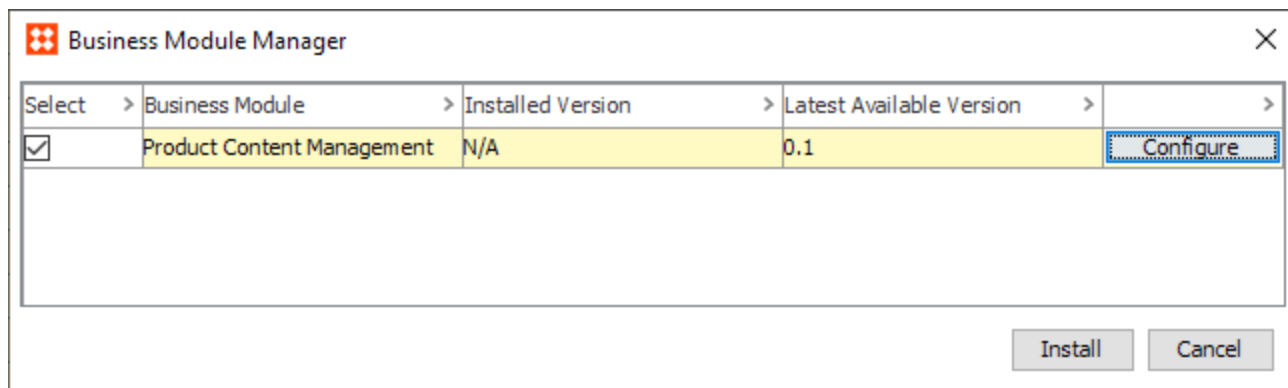 Business Module Manager
Select > Business Module > Installed Version > Latest Available Version > >
Product Content Management N/A 0.1 Configure
Install Cancel